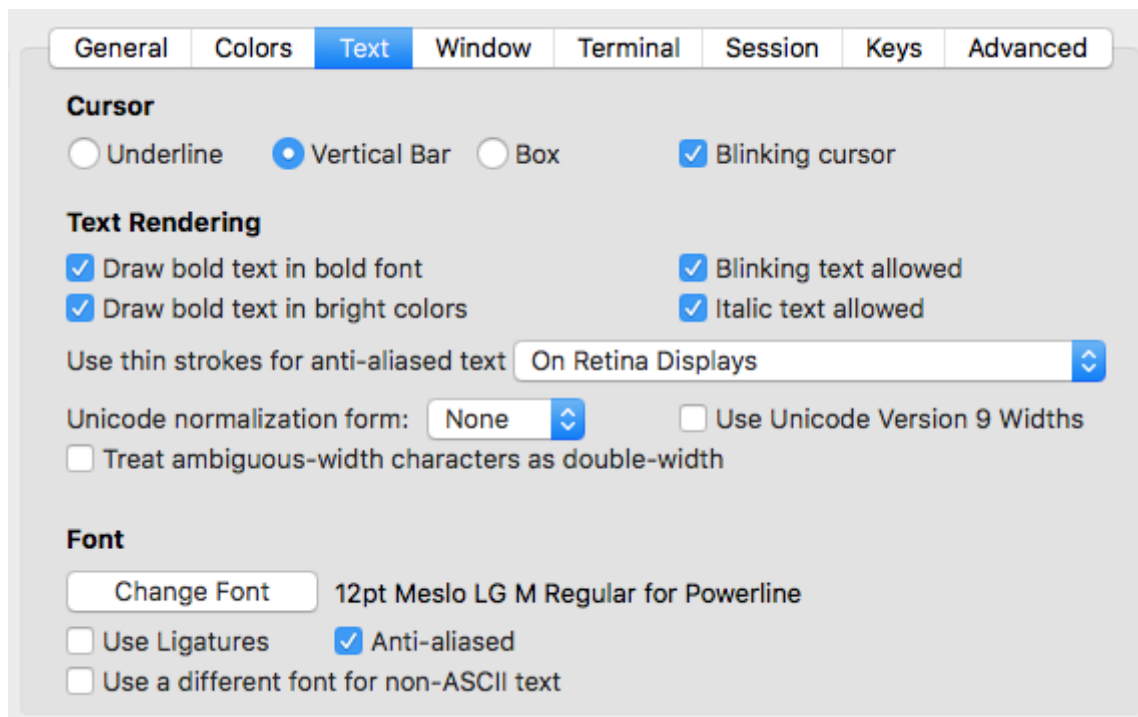 General Colors Text Window Terminal Session Keys Advanced
Cursor
Underline Vertical Bar Box Blinking cursor
Text Rendering
Draw bold text in bold font Blinking text allowed
Draw bold text in bright colors Italic text allowed
Use thin strokes for anti-aliased text On Retina Displays
Unicode normalization form: None Use Unicode Version 9 Widths
Treat ambiguous-width characters as double-width
Font
Change Font 12pt Meslo LG M Regular for Powerline
Use Ligatures Anti-aliased
Use a different font for non-ASCII text